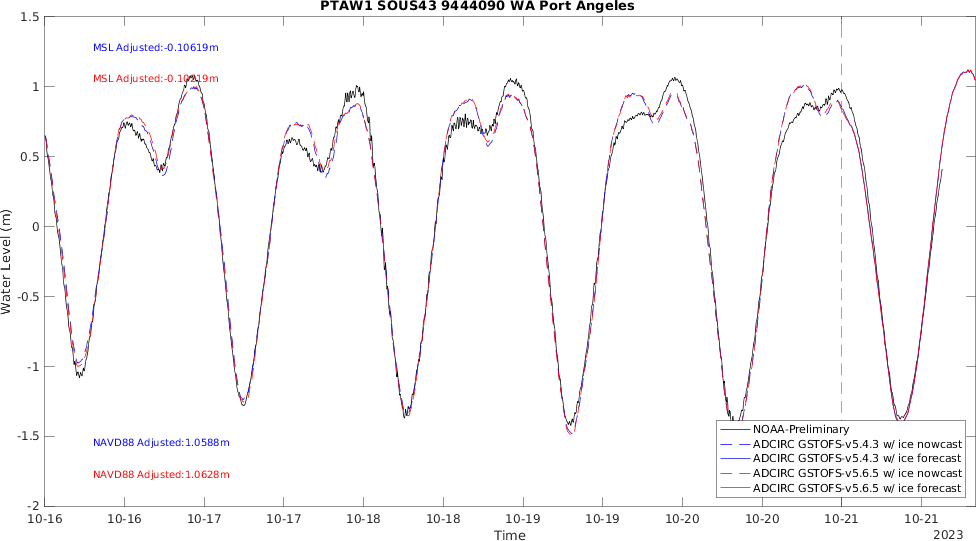 PTAW1 SOUS43 9444090 WA Port Angeles
1.5
1
0.5
0
-0.5
-1
-1.5
-2
Water Level (m)
MSL Adjusted:-0.10619m
MSL Adjusted:-0.10219m
NAVD88 Adjusted:1.0588m
NAVD88 Adjusted:1.0628m
NOAA-Preliminary
ADCIRC GSTOFS-v5.4.3 w/ ice nowcast
ADCIRC GSTOFS-v5.4.3 w/ ice forecast
ADCIRC GSTOFS-v5.6.5 w/ ice nowcast
ADCIRC GSTOFS-v5.6.5 w/ ice forecast
10-16 10-16 10-17 10-17 10-18 10-18 10-19 10-19 10-20 10-20 10-21 10-21
Time
2023